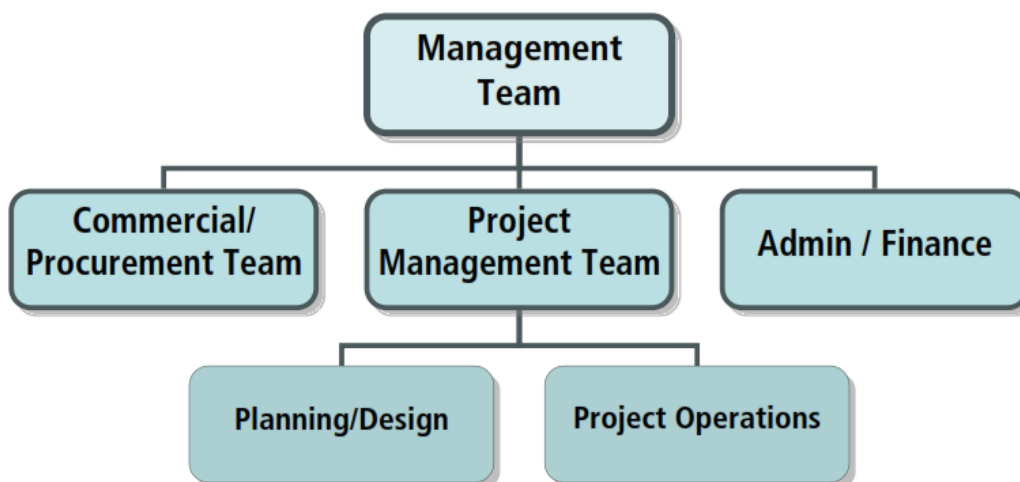 Management
Team
Commercial/
Procurement Team
Project
Management Team
Admin / Finance
Planning/Design
Project Operations